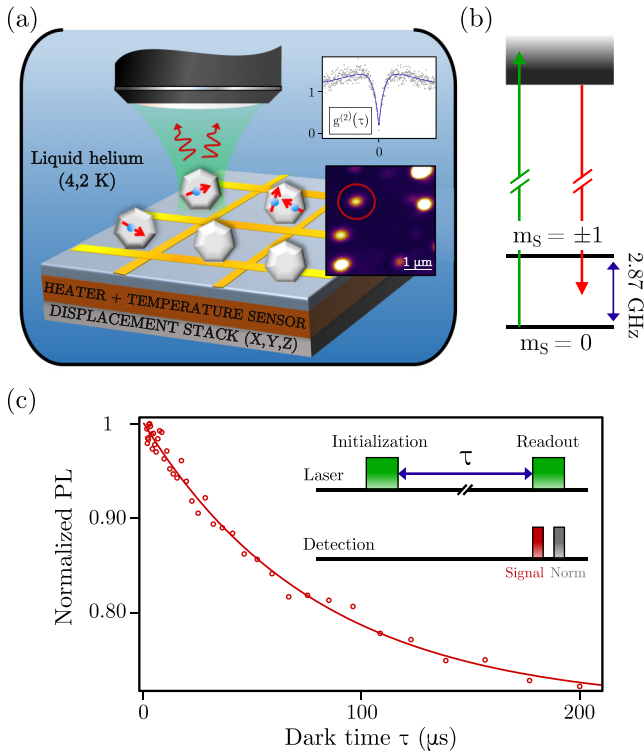 (a)
Liquid helium
(4,2 K)
1
0
g⁽²⁾(τ)
0
1 µm
HEATER + TEMPERATURE SENSOR
DISPLACEMENT STACK (X,Y,Z)
(b)
mS = ±1
2.87 GHz
mS = 0
(c)
1
0.90
0.80
Normalized PL
Initialization
Readout
τ
Laser
Detection
Signal
Norm
0
100
200
Dark time τ (µs)